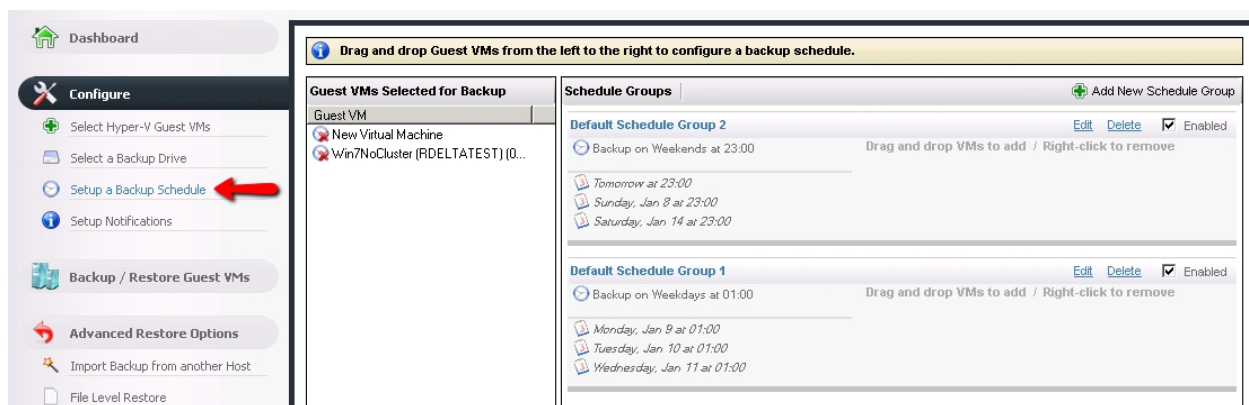 Dashboard
Configure
Select Hyper-V Guest VMs
Select a Backup Drive
Setup a Backup Schedule
Setup Notifications
Backup / Restore Guest VMs
Advanced Restore Options
Import Backup from another Host
File Level Restore
Drag and drop Guest VMs from the left to the right to configure a backup schedule.
Guest VMs Selected for Backup
Guest VM
New Virtual Machine
Win7NoCluster (RDELTATEST) (0...
Schedule Groups
Add New Schedule Group
Default Schedule Group 2
Edit Delete Enabled
Backup on Weekends at 23:00
Drag and drop VMs to add / Right-click to remove
Tomorrow at 23:00
Sunday, Jan 8 at 23:00
Saturday, Jan 14 at 23:00
Default Schedule Group 1
Edit Delete Enabled
Backup on Weekdays at 01:00
Drag and drop VMs to add / Right-click to remove
Monday, Jan 9 at 01:00
Tuesday, Jan 10 at 01:00
Wednesday, Jan 11 at 01:00